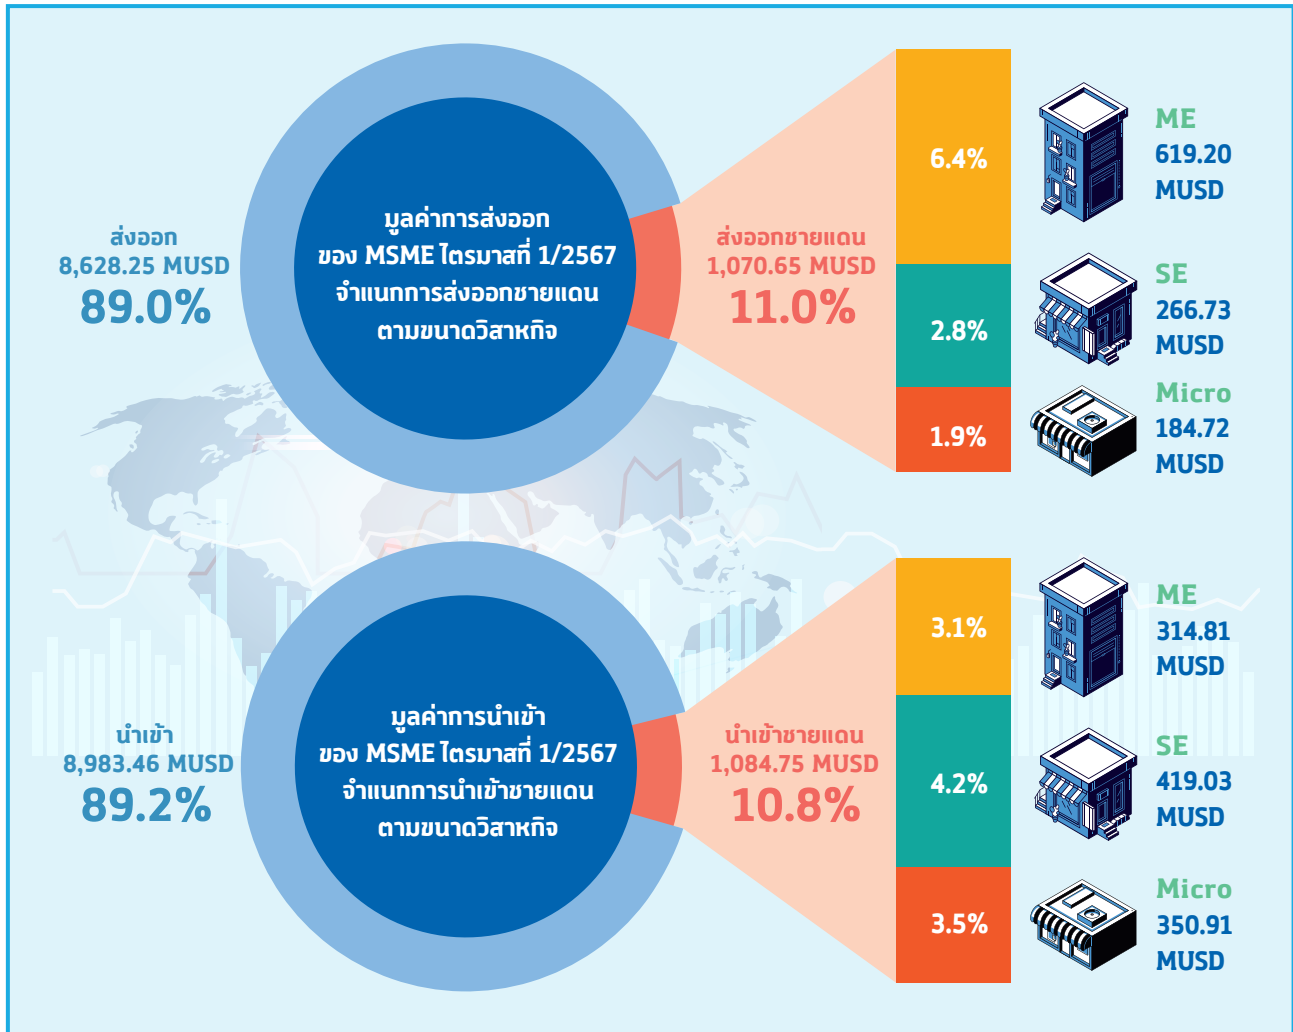 มูลค่าการส่งออก
ของ MSME ไตรมาสที่ 1/2567
จำแนกการส่งออกชายแดน
ตามขนาดวิสาหกิจ
ส่งออก
8,628.25 MUSD
89.0%
ส่งออกชายแดน
1,070.65 MUSD
11.0%
6.4%
2.8%
1.9%
ME
619.20
MUSD
SE
266.73
MUSD
Micro
184.72
MUSD
มูลค่าการนำเข้า
ของ MSME ไตรมาสที่ 1/2567
จำแนกการนำเข้าชายแดน
ตามขนาดวิสาหกิจ
นำเข้า
8,983.46 MUSD
89.2%
นำเข้าชายแดน
1,084.75 MUSD
10.8%
3.1%
4.2%
3.5%
ME
314.81
MUSD
SE
419.03
MUSD
Micro
350.91
MUSD